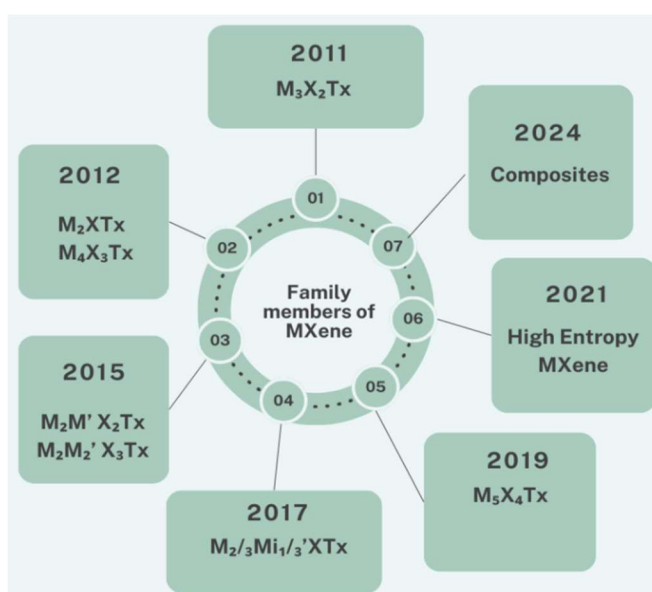 2011
M₃X₂Tx
2012
M₂XTx
M₄X₃Tx
2015
M₂M' X₂Tx
M₂M₂' X₃Tx
2017
M₂/₃Mi₁/₃'XTx
2019
M₅X₄Tx
2021
High Entropy
MXene
2024
Composites
01
02
03
04
05
06
07
Family
members of
MXene